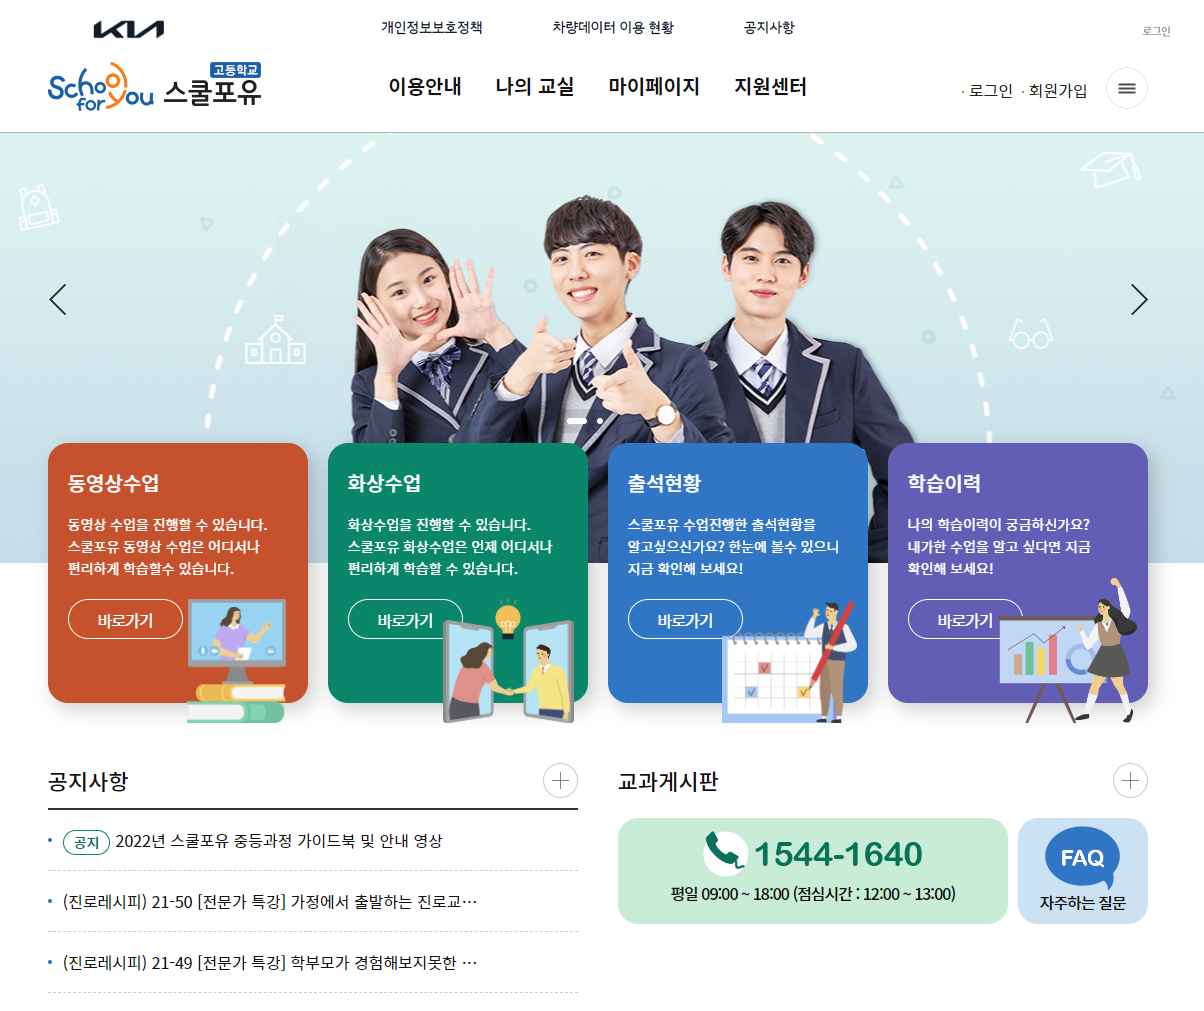 KIA
개인정보보호정책
차량데이터 이용 현황
공지사항
로그인
School for You
고등학교
스쿨포유
이용안내
나의 교실
마이페이지
지원센터
· 로그인 · 회원가입
동영상수업
동영상 수업을 진행할 수 있습니다.
스쿨포유 동영상 수업은 어디서나
편리하게 학습할수 있습니다.
바로가기
화상수업
화상수업을 진행할 수 있습니다.
스쿨포유 화상수업은 언제 어디서나
편리하게 학습할 수 있습니다.
바로가기
출석현황
스쿨포유 수업진행한 출석현황을
알고싶으신가요? 한눈에 볼수 있으니
지금 확인해 보세요!
바로가기
학습이력
나의 학습이력이 궁금하신가요?
내가한 수업을 알고 싶다면 지금
확인해 보세요!
바로가기
공지사항
공지 2022년 스쿨포유 중등과정 가이드북 및 안내 영상
(진로레시피) 21-50 [전문가 특강] 가정에서 출발하는 진로교…
(진로레시피) 21-49 [전문가 특강] 학부모가 경험해보지못한 …
교과게시판
1544-1640
평일 09:00 ~ 18:00 (점심시간 : 12:00 ~ 13:00)
FAQ
자주하는 질문